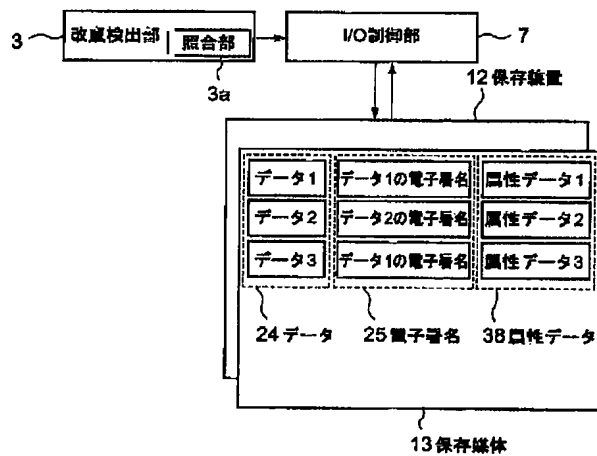 3 改竄検出部 照合部 I/O制御部 7
3a
12 保存装置
データ1 データ1の電子署名 属性データ1
データ2 データ2の電子署名 属性データ2
データ3 データ1の電子署名 属性データ3
24 データ 25 電子署名 38 属性データ
13 保存媒体